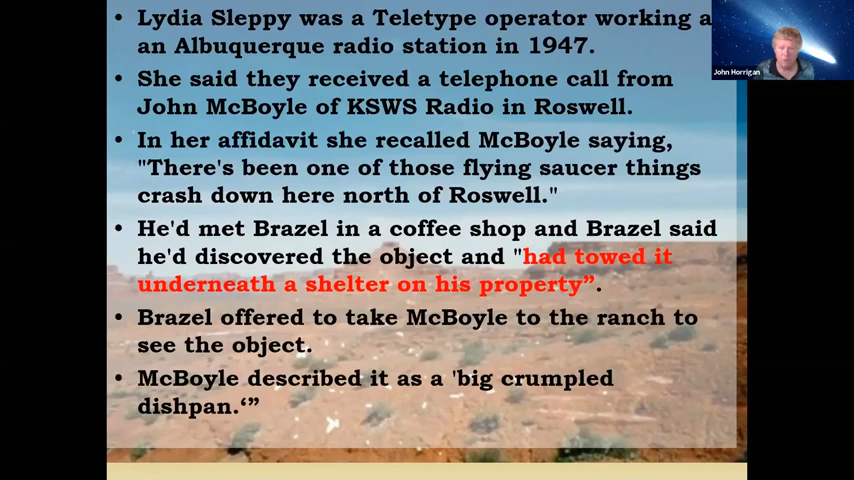 • Lydia Sleppy was a Teletype operator working a
an Albuquerque radio station in 1947.
• She said they received a telephone call from
John McBoyle of KSWS Radio in Roswell.
• In her affidavit she recalled McBoyle saying,
"There's been one of those flying saucer things
crash down here north of Roswell."
• He'd met Brazel in a coffee shop and Brazel said
he'd discovered the object and "had towed it
underneath a shelter on his property”.
• Brazel offered to take McBoyle to the ranch to
see the object.
• McBoyle described it as a 'big crumpled
dishpan.‘”
John Horrigan